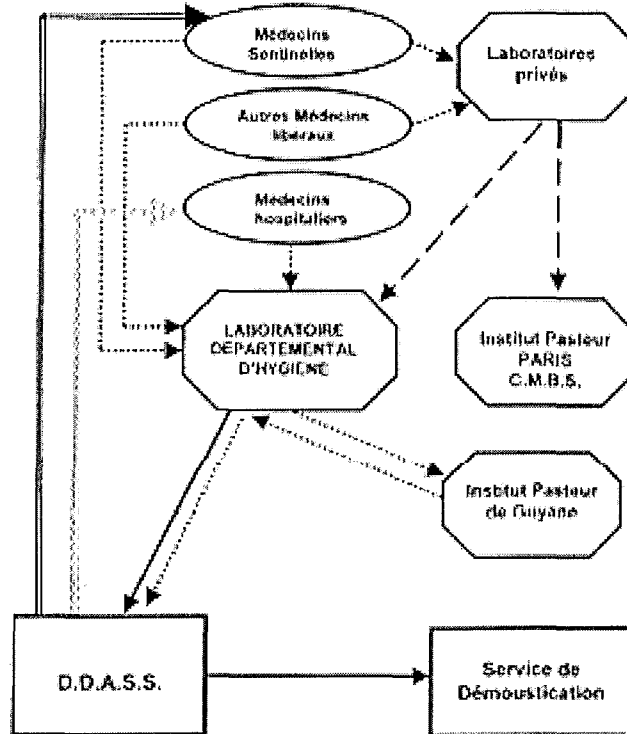 Médecins
Sentinelles
Laboratoires
privés
Autres Médecins
libéraux
Médecins
hospitaliers
LABORATOIRE
DEPARTEMENTAL
D'HYGIENE
Institut Pasteur
PARIS
C.M.B.S.
Institut Pasteur
de Guyane
D.D.A.S.S.
Service de
Démoustication